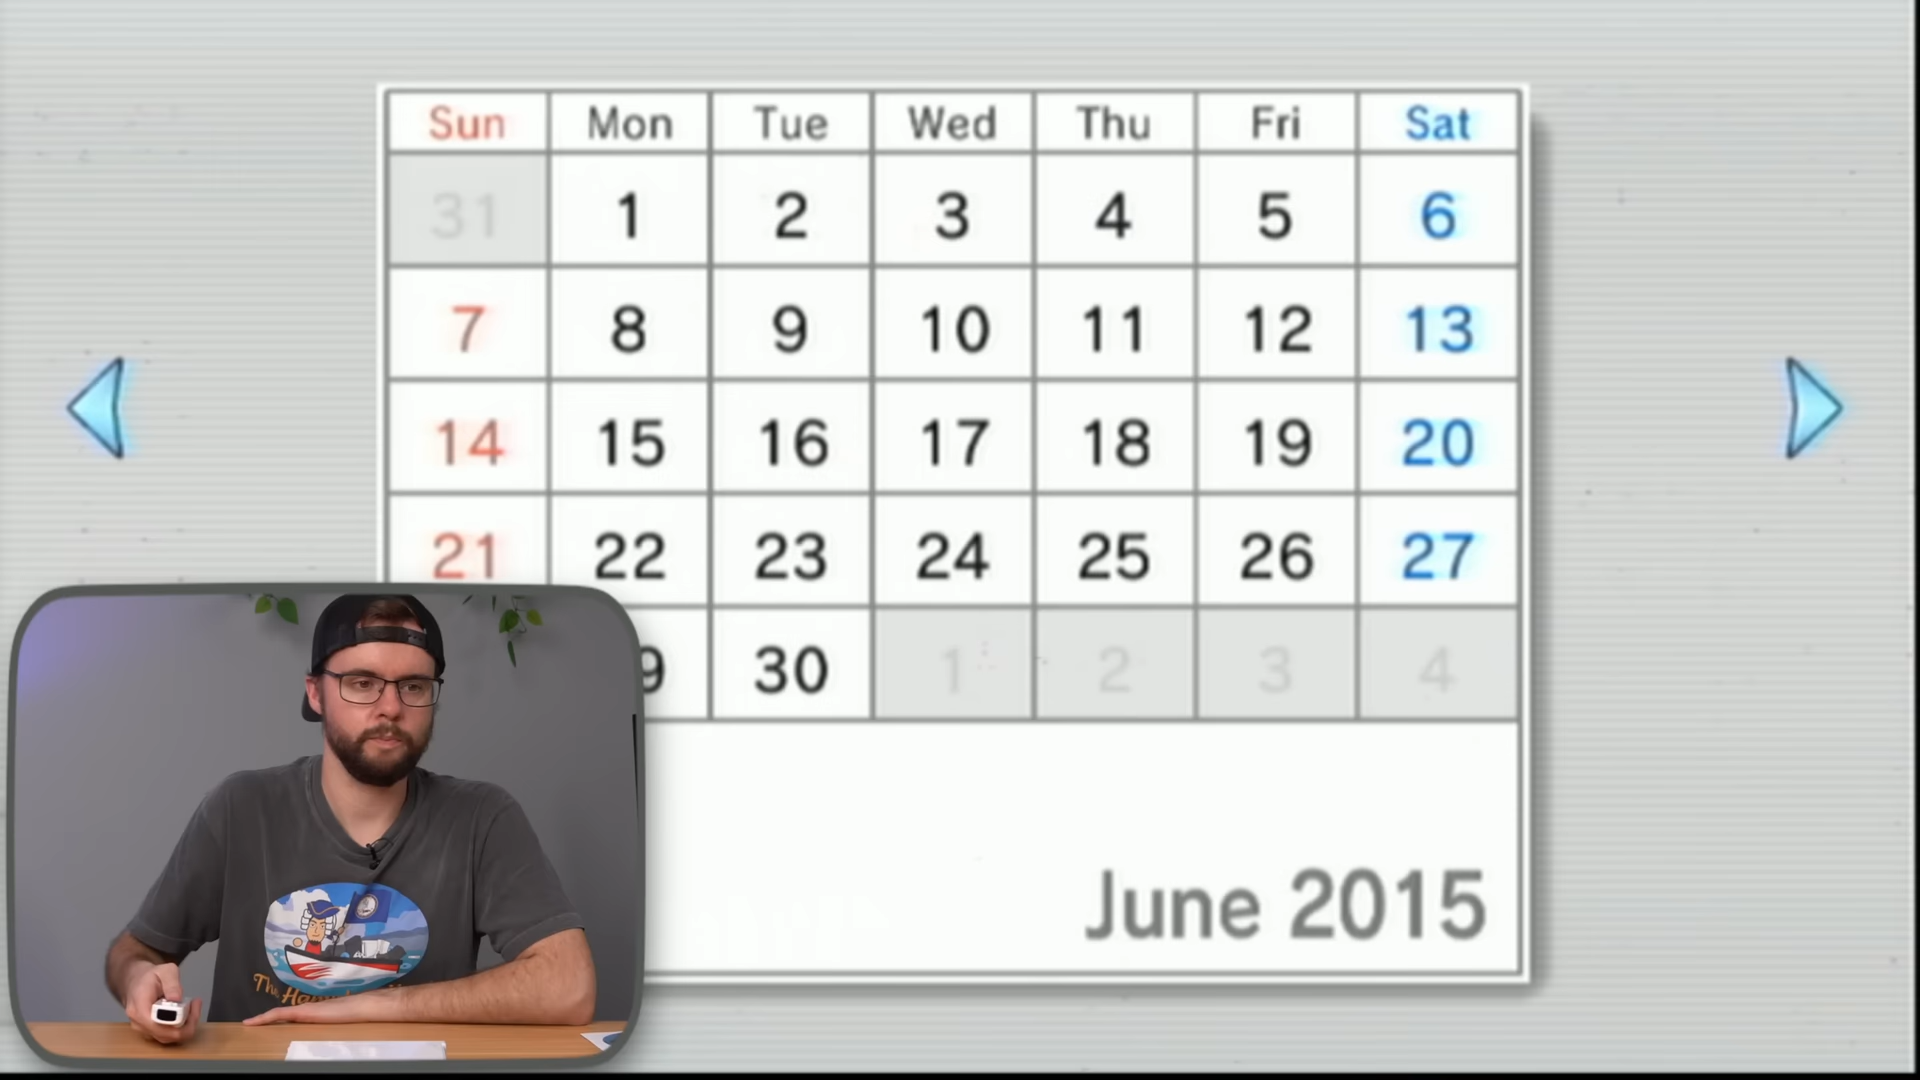 Sun Mon Tue Wed Thu Fri Sat
31 1 2 3 4 5 6
7 8 9 10 11 12 13
14 15 16 17 18 19 20
21 22 23 24 25 26 27
30 1 2 3 4
June 2015